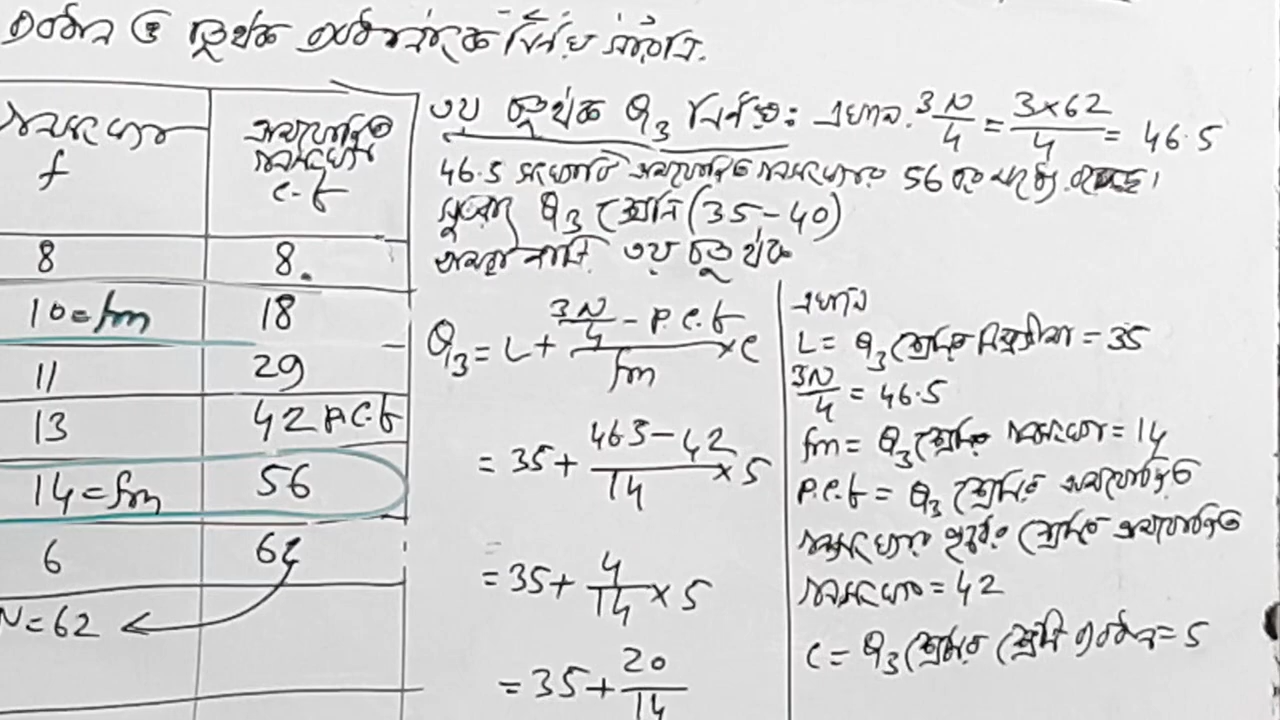 ও চতুর্থক নির্ণয়
গণসংখ্যা
f
ক্রমযোজিত
গণসংখ্যা
c.f
8 8.
10=fm 18
11 29
13 42 P.C.f
14=fm 56
6 62
N=62
৩য় চতুর্থক Q3 নির্ণয়: এখানে, 3N/4 = 3×62/4 = 46.5
46.5 সংখ্যাটি ক্রমযোজিত গণসংখ্যার 56 এর মধ্যে
সুতরাং Q3 শ্রেণি (35-40)
আমরা জানি, ৩য় চতুর্থক
Q3 = L + (3N/4 - P.C.f)/fm × c
= 35 + (46.5-42)/14 × 5
= 35 + 4/14 × 5
= 35 + 20/14
এখানে
L = Q3 শ্রেণির নিম্নসীমা = 35
3N/4 = 46.5
fm = Q3 শ্রেণির গণসংখ্যা = 14
P.C.f = Q3 শ্রেণির ক্রমযোজিত
গণসংখ্যার পূর্বের শ্রেণির ক্রমযোজিত
গণসংখ্যা = 42
C = Q3 শ্রেণির শ্রেণি ব্যবধান = 5